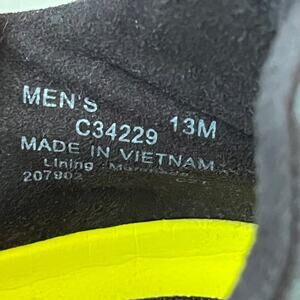 MEN'S
C34229 13M
MADE IN VIETNAM
Lining
207902